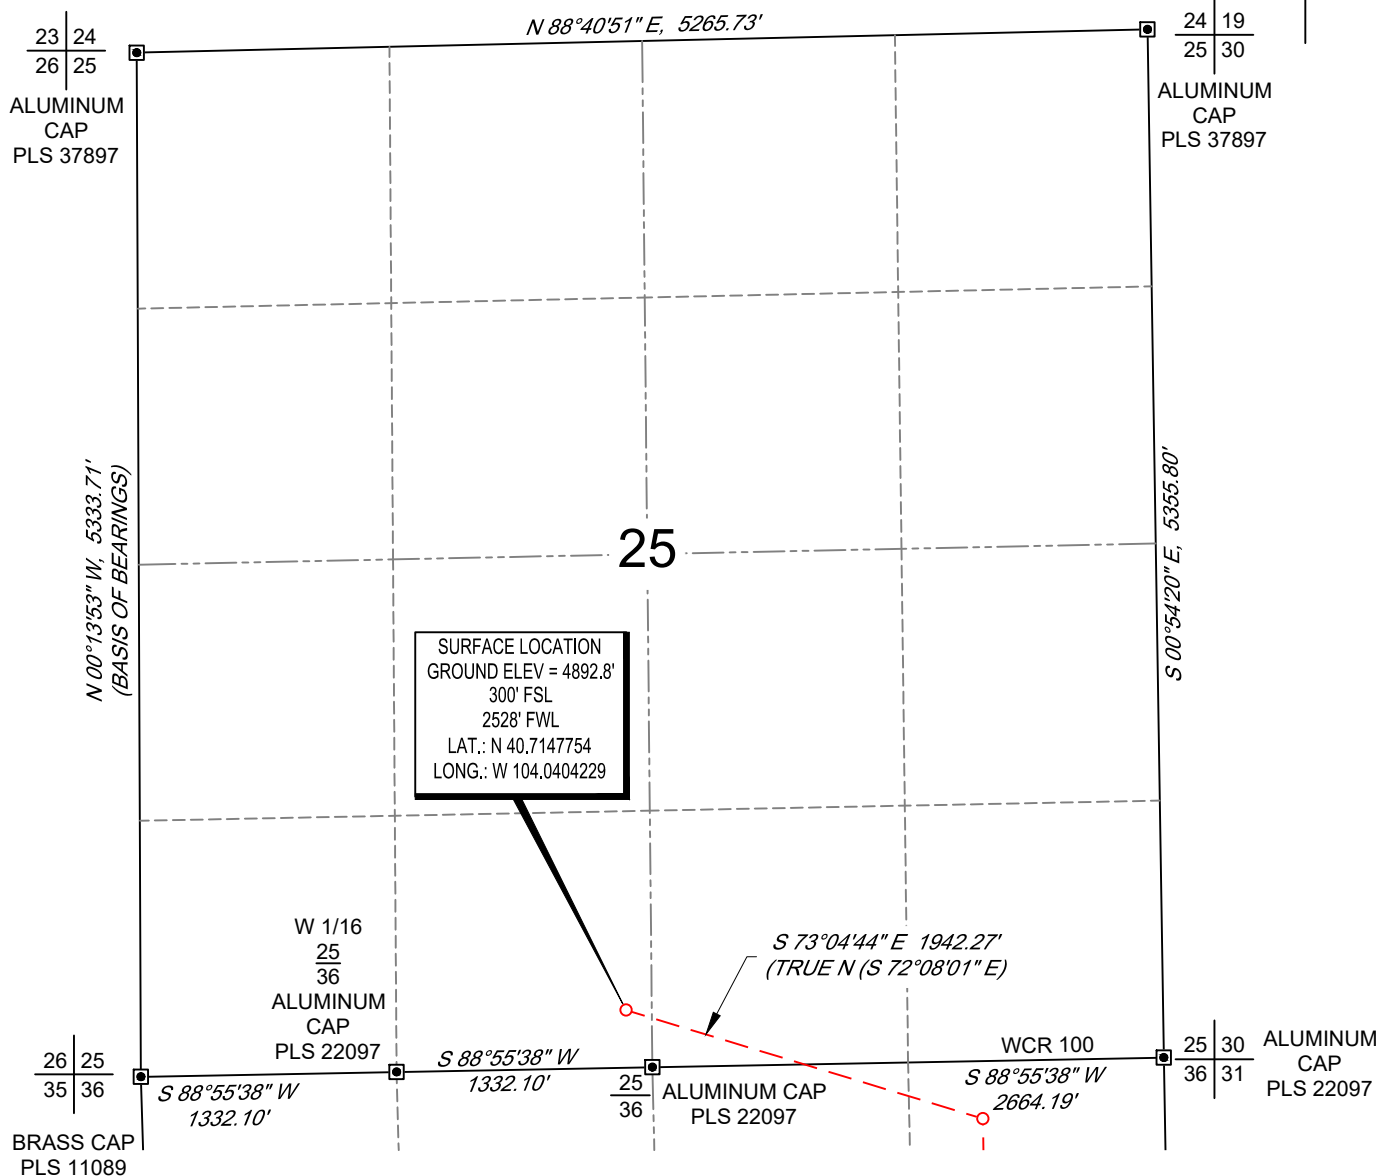 N 88°40'51" E, 5265.73'
23 24
26 25
ALUMINUM
CAP
PLS 37897
24 19
25 30
ALUMINUM
CAP
PLS 37897
N 00°13'53" W, 5333.71'
(BASIS OF BEARINGS)
25
S 00°54'20" E, 5355.80'
SURFACE LOCATION
GROUND ELEV = 4892.8'
300' FSL
2528' FWL
LAT.: N 40.7147754
LONG.: W 104.0404229
W 1/16
25
36
ALUMINUM
CAP
PLS 22097
S 73°04'44" E 1942.27'
(TRUE N (S 72°08'01" E)
26 25
35 36
BRASS CAP
PLS 11089
S 88°55'38" W
1332.10'
S 88°55'38" W
1332.10'
25
36
ALUMINUM CAP
PLS 22097
WCR 100
S 88°55'38" W
2664.19'
25 30
36 31
ALUMINUM
CAP
PLS 22097